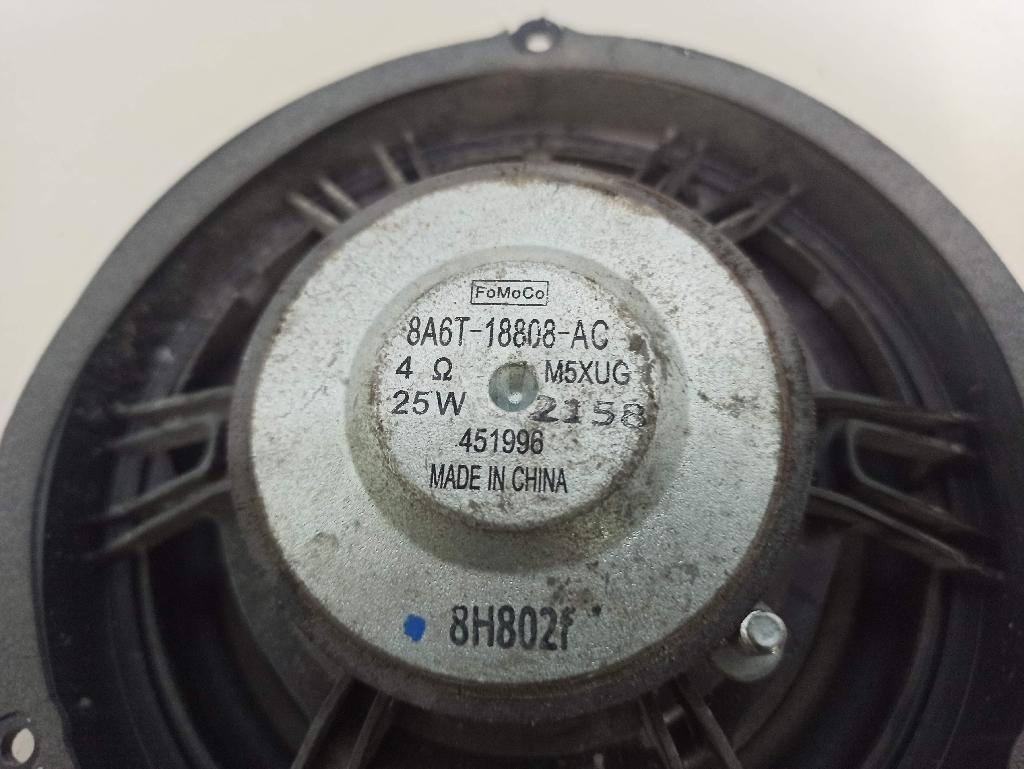 FoMoCo
8A6T-18808-AC
4 Ω M5XUG
25W 2158
451996
MADE IN CHINA
8H802f